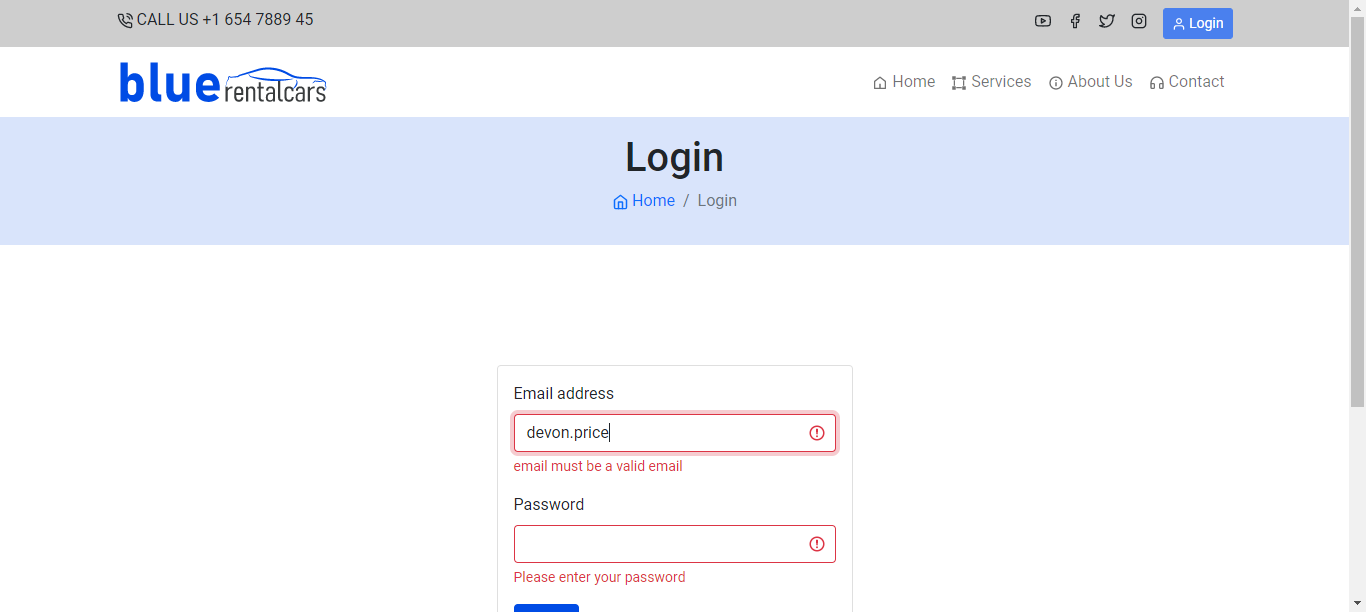 CALL US +1 654 7889 45
Login
blue rentalcars
Home Services About Us Contact
Login
Home / Login
Email address
devon.price
email must be a valid email
Password
Please enter your password